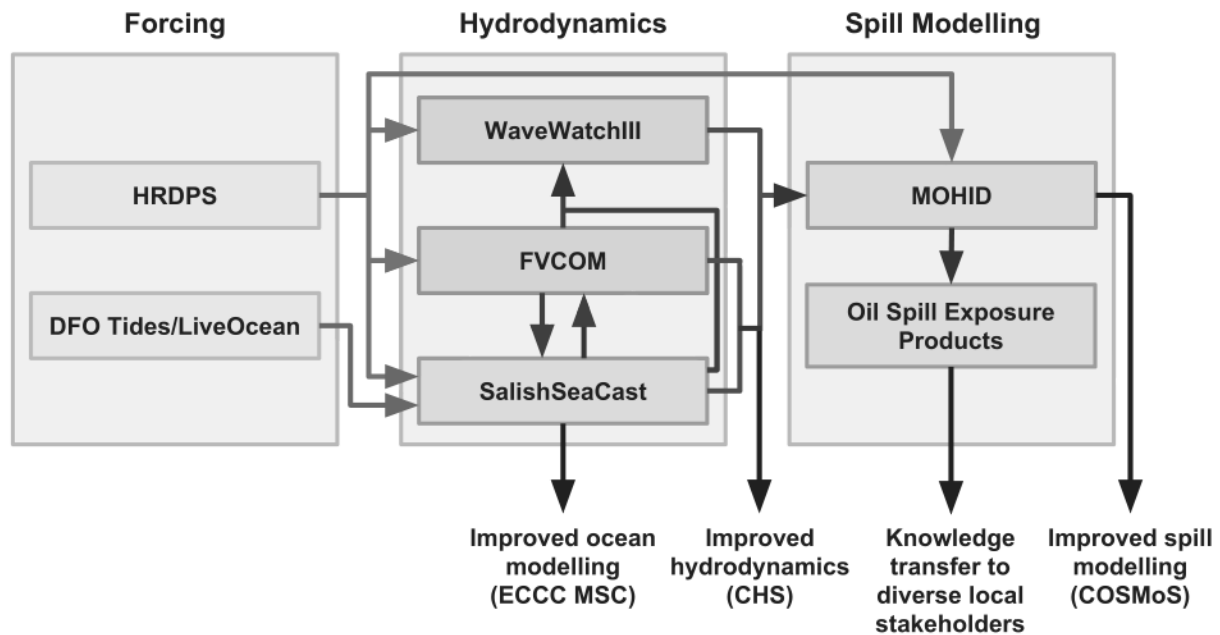 Forcing
Hydrodynamics
Spill Modelling
WaveWatchIII
HRDPS
MOHID
FVCOM
DFO Tides/LiveOcean
Oil Spill Exposure
Products
SalishSeaCast
Improved ocean
modelling
(ECCC MSC)
Improved
hydrodynamics
(CHS)
Knowledge
transfer to
diverse local
stakeholders
Improved spill
modelling
(COSMoS)